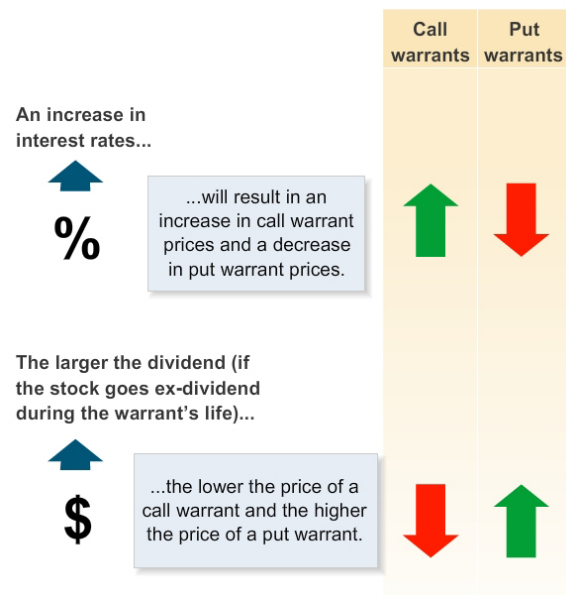 Call
warrants
Put
warrants
An increase in
interest rates...
%
...will result in an
increase in call warrant
prices and a decrease
in put warrant prices.
The larger the dividend (if
the stock goes ex-dividend
during the warrant’s life)...
$
...the lower the price of a
call warrant and the higher
the price of a put warrant.